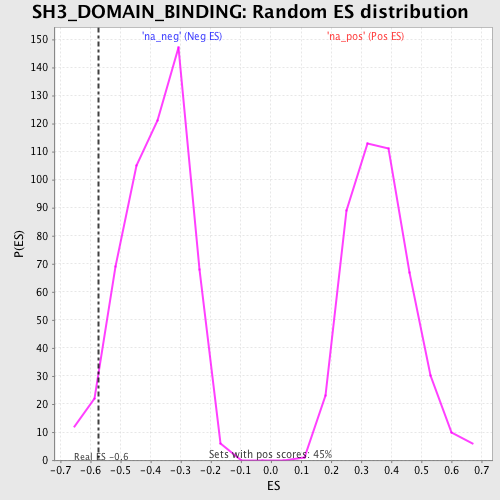 SH3_DOMAIN_BINDING: Random ES distribution
'na_neg' (Neg ES)
'na_pos' (Pos ES)
150
140
130
120
110
100
90
80
70
60
50
40
30
20
10
0
P(ES)
Real ES -0,6
Sets with pos scores: 45%
-0.7 -0.6 -0.5 -0.4 -0.3 -0.2 -0.1 0.0 0.1 0.2 0.3 0.4 0.5 0.6 0.7
ES